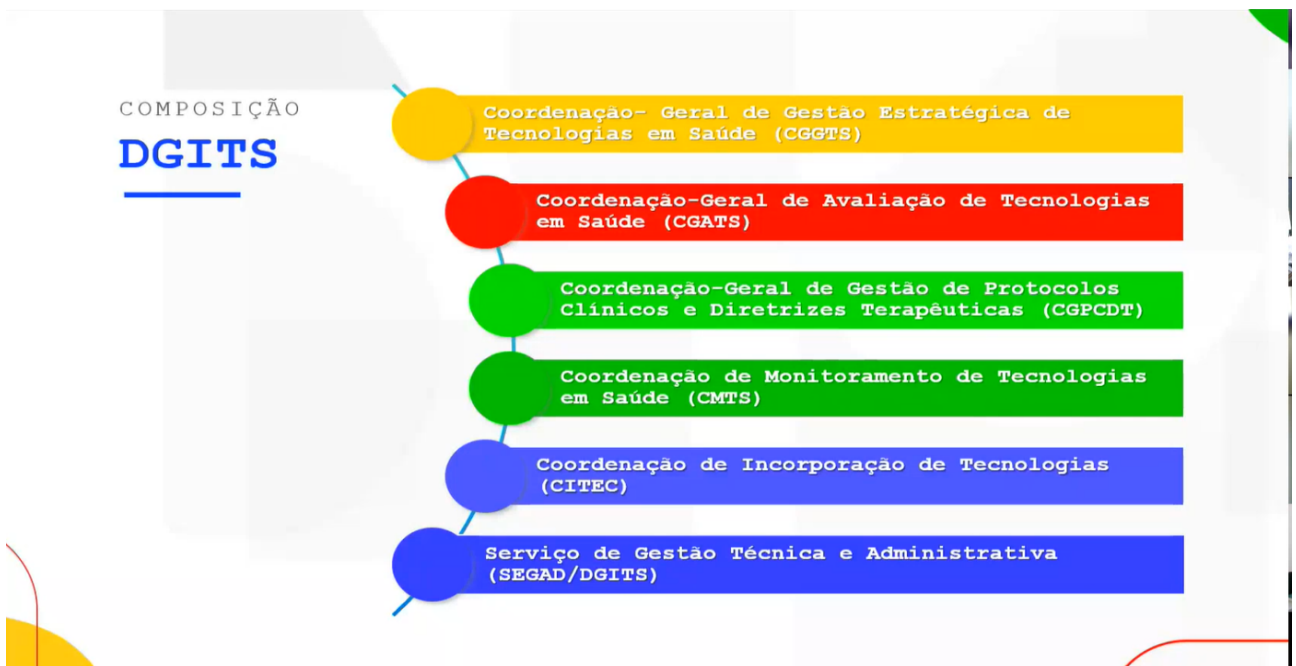 COMPOSIÇÃO
DGITS
Coordenação- Geral de Gestão Estratégica de
Tecnologias em Saúde (CGGTS)
Coordenação-Geral de Avaliação de Tecnologias
em Saúde (CGATS)
Coordenação-Geral de Gestão de Protocolos
Clínicos e Diretrizes Terapêuticas (CGPCDT)
Coordenação de Monitoramento de Tecnologias
em Saúde (CMTS)
Coordenação de Incorporação de Tecnologias
(CITEC)
Serviço de Gestão Técnica e Administrativa
(SEGAD/DGITS)